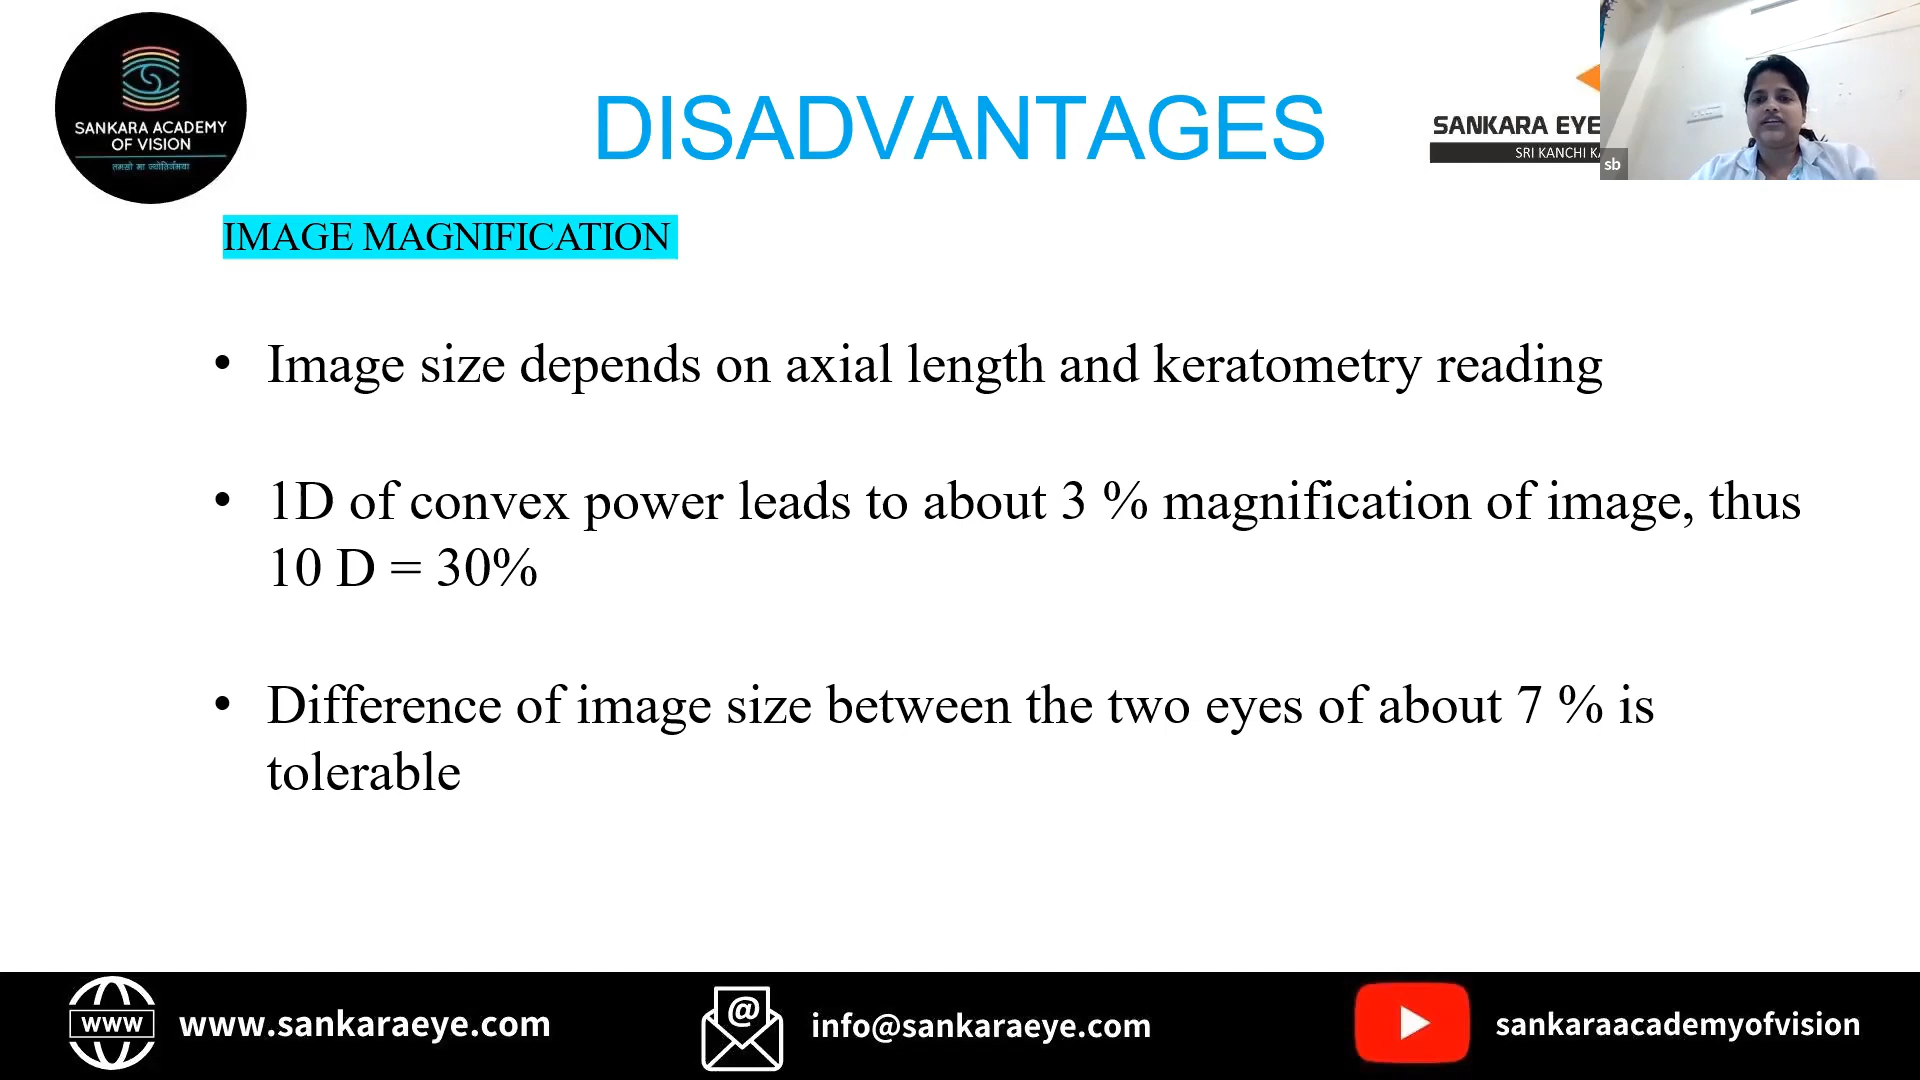 SANKARA ACADEMY
OF VISION
तमसो मा ज्योतिर्गमया
DISADVANTAGES
SANKARA EYE
SRI KANCHI
sb
IMAGE MAGNIFICATION
• Image size depends on axial length and keratometry reading
• 1D of convex power leads to about 3 % magnification of image, thus
10 D = 30%
• Difference of image size between the two eyes of about 7 % is
tolerable
www
www.sankaraeye.com
@
info@sankaraeye.com
sankaraacademyofvision